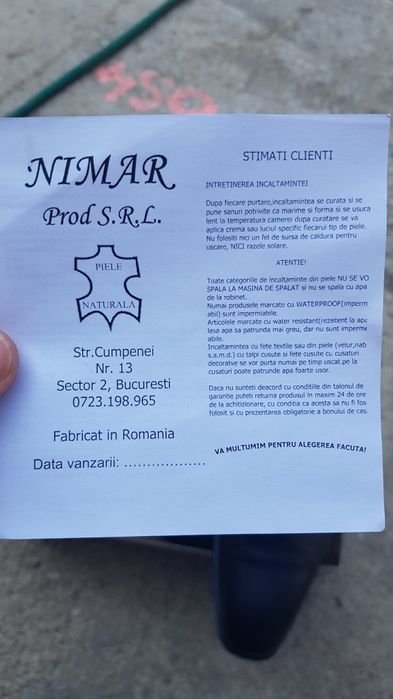 NIMAR
Prod S.R.L.
PIELE
NATURALA
Str.Cumpenei
Nr. 13
Sector 2, Bucuresti
0723.198.965
Fabricat in Romania
Data vanzarii: ..................
STIMATI CLIENTI
INTRETINEREA INCALTAMINTEI
Dupa fiecare purtare,incaltamintea se curata si se
pune sanuri potrivite ca marime si forma si se usuca
lent la temperatura camerei dupa curatare se va
aplica crema sau luciul specific fiecarui tip de piele.
Nu folositi nici un fel de sursa de caldura pentru
uscare, NICI razele solare.
ATENTIE!
Toate categoriile de incaltaminte din piele NU SE VO
SPALA LA MASINA DE SPALAT si nu se spala cu apa
de la robinet.
Numai produsele marcate cu WATERPROOF(imperm
abil) sunt impermiabile.
Articolele marcate cu water resistant(rezistent la apa
lasa apa sa patrunda mai greu, dar nu sunt imperme
abile.
Incaltamintea cu fete textile sau din piele (velur,nab
s.a.m.d.) cu talpi cusute si fete cusute cu cusaturi
decorative se vor purta numai pe timp uscat.pe la
cusaturi poate patrunde apa foarte usor.
Daca nu sunteti deacord cu conditiile din talonul de
garantie puteti returna produsul in maxim 24 de ore
de la achitizionare, cu conditia ca acesta sa nu fi fos
folosit si cu prezentarea obligatorie a bonului de cas
VA MULTUMIM PENTRU ALEGEREA FACUTA!